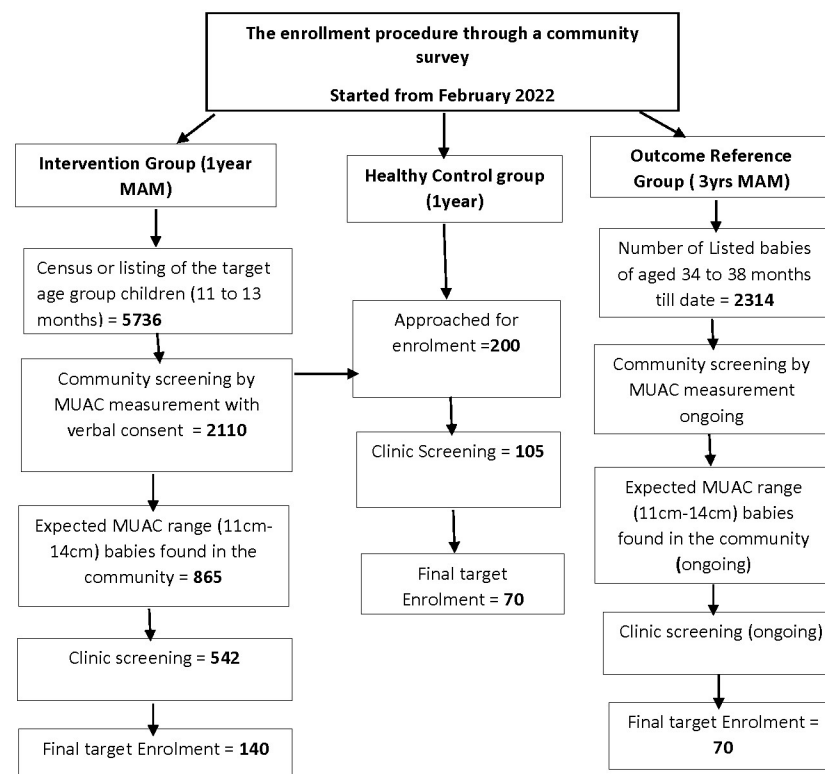 The enrollment procedure through a community
survey
Started from February 2022
Intervention Group (1year
MAM)
Census or listing of the target
age group children (11 to 13
months) = 5736
Community screening by
MUAC measurement with
verbal consent = 2110
Expected MUAC range (11cm-
14cm) babies found in the
community = 865
Clinic screening = 542
Final target Enrolment = 140
Healthy Control group
(1year)
Approached for
enrolment =200
Clinic Screening = 105
Final target
Enrolment = 70
Outcome Reference
Group ( 3yrs MAM)
Number of Listed babies
of aged 34 to 38 months
till date = 2314
Community screening by
MUAC measurement
ongoing
Expected MUAC range
(11cm-14cm) babies
found in the community
(ongoing)
Clinic screening (ongoing)
Final target Enrolment =
70